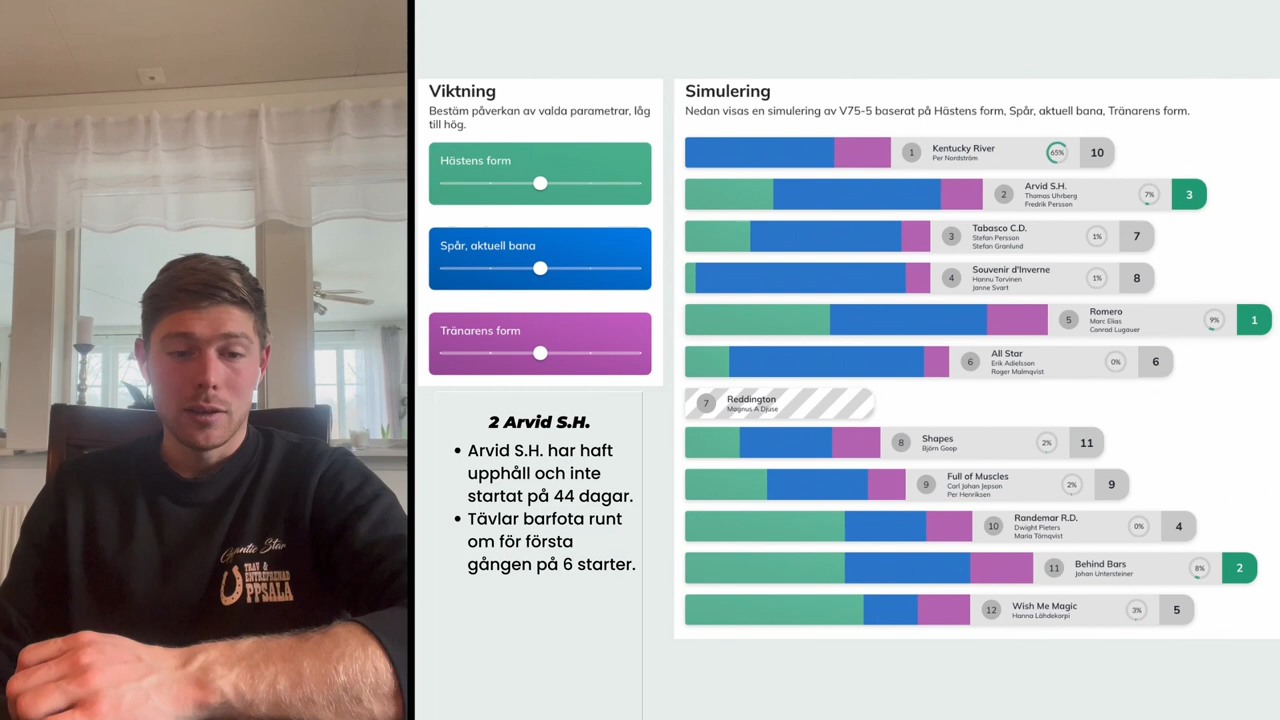 Viktning
Bestäm påverkan av valda parametrar, låg
till hög.
Hästens form
Spår, aktuell bana
Tränarens form
2 Arvid S.H.
• Arvid S.H. har haft
upphåll och inte
startat på 44 dagar.
• Tävlar barfota runt
om för första
gången på 6 starter.
Simulering
Nedan visas en simulering av V75-5 baserat på Hästens form, Spår, aktuell bana, Tränarens form.
1 Kentucky River 65% 10
Per Nordström
2 Arvid S.H. 7% 3
Thomas Uhrberg
Fredrik Persson
3 Tabasco C.D. 1% 7
Stefan Persson
Stefan Granlund
4 Souvenir d'Inverne 1% 8
Hannu Torvinen
Janne Svart
5 Romero 9% 1
Marc Elias
Conrad Lugauer
6 All Star 0% 6
Erik Adielsson
Roger Malmqvist
7 Reddington
Magnus A Djuse
8 Shapes 2% 11
Björn Goop
9 Full of Muscles 2% 9
Carl Johan Jepson
Per Henriksen
10 Randemar R.D. 0% 4
Dwight Pieters
Maria Törnqvist
11 Behind Bars 8% 2
Johan Untersteiner
12 Wish Me Magic 3% 5
Hanna Lähdekorpi
Gigantic Star
TRAV &
ENTREPRENAD
UPPSALA